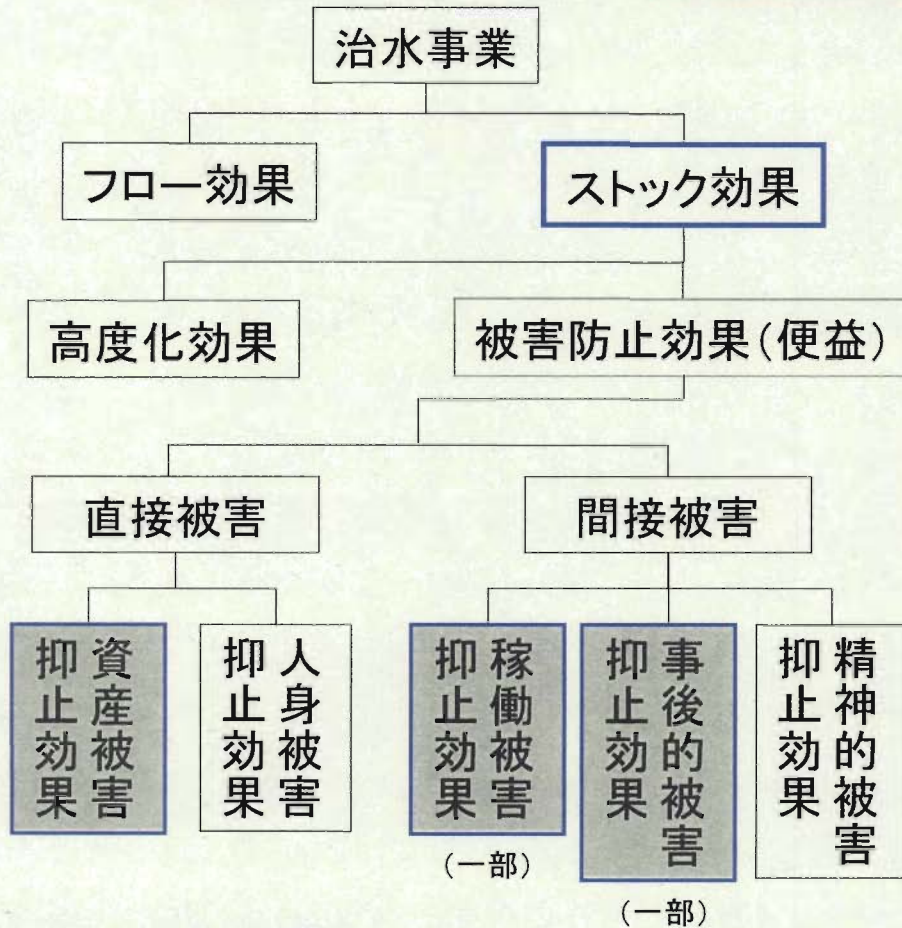 治水事業
フロー効果
ストック効果
高度化効果
被害防止効果(便益)
直接被害
間接被害
資産被害
抑止効果
人身被害
抑止効果
稼働被害
抑止効果
(一部)
事後的被害
抑止効果
(一部)
精神的被害
抑止効果